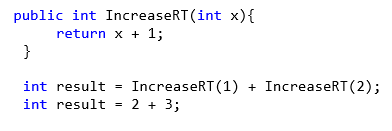 public int IncreaseRT(int x){
return x + 1;
}
int result = IncreaseRT(1) + IncreaseRT(2);
int result = 2 + 3;